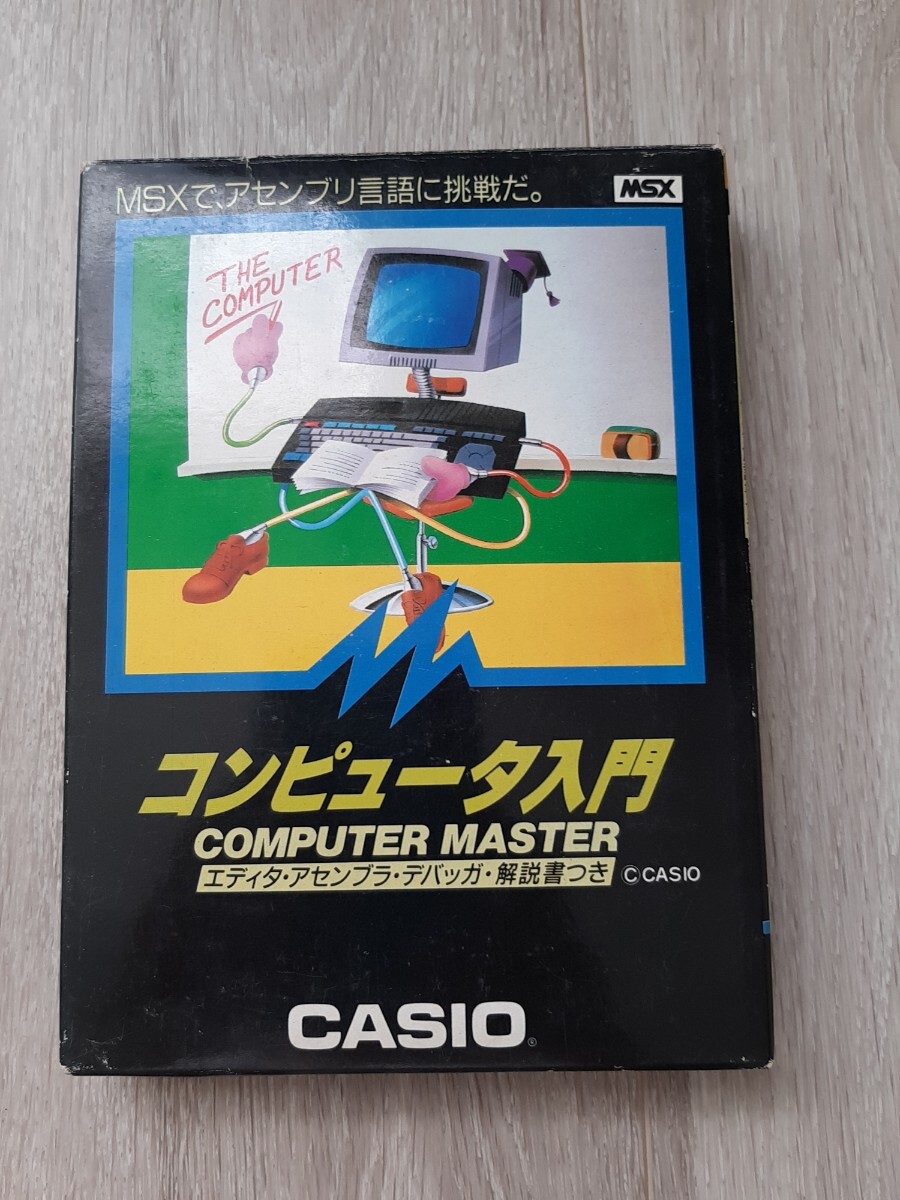 MSXで、アセンブリ言語に挑戦だ。
MSX
THE
COMPUTER
コンピュータ入門
COMPUTER MASTER
エディタ・アセンブラ・デバッガ・解説書つき
©CASIO
CASIO®